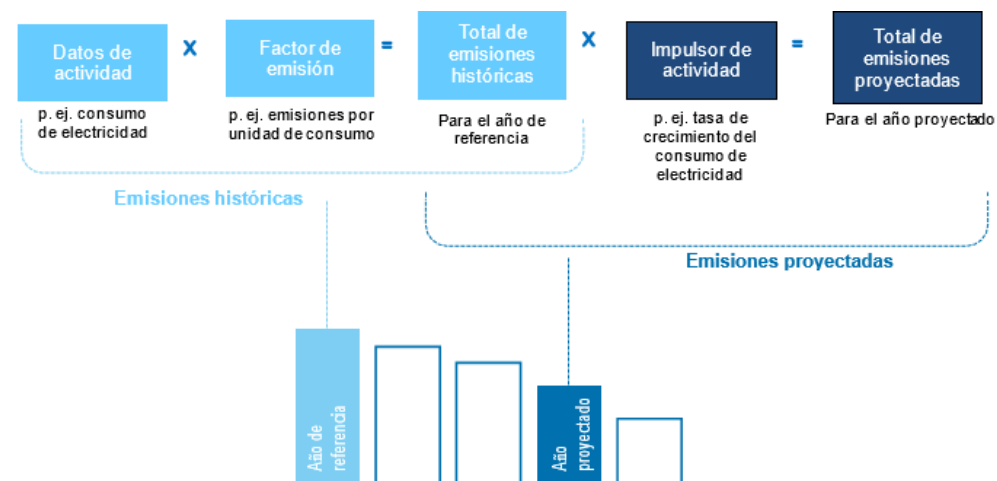 Datos de
actividad
x
Factor de
emisión
=
Total de
emisiones
históricas
x
Impulsor de
actividad
=
Total de
emisiones
proyectadas
p. ej. consumo
de electricidad
p. ej. emisiones por
unidad de consumo
Para el año de
referencia
p. ej. tasa de
crecimiento del
consumo de
electricidad
Para el año proyectado
Emisiones históricas
Emisiones proyectadas
Año de
referencia
Año
proyectado